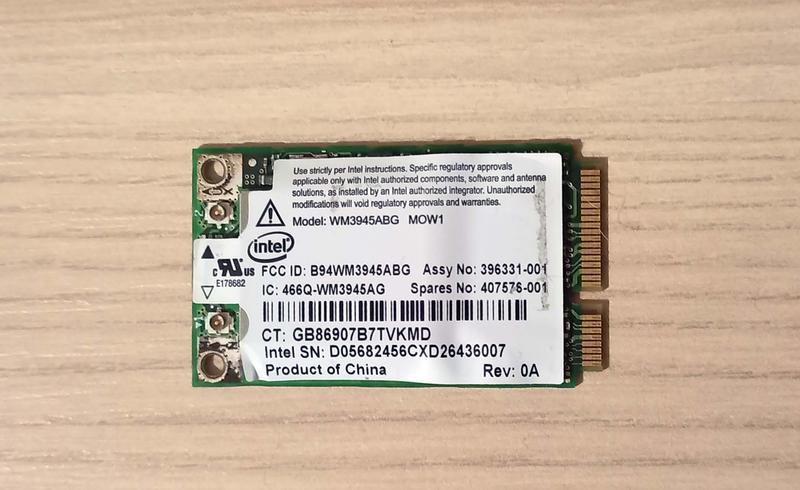 Use strictly per Intel instructions. Specific regulatory approvals
applicable only with Intel authorized components, software and antenna
solutions, as installed by an Intel authorized integrator. Unauthorized
modifications will void regulatory approvals and warranties.
Model: WM3945ABG MOW1
intel
c RU US
E178682
FCC ID: B94WM3945ABG Assy No: 396331-001
IC: 466Q-WM3945AG Spares No: 407576-001
CT: GB86907B7TVKMD
Intel SN: D05682456CXD26436007
Product of China Rev: 0A